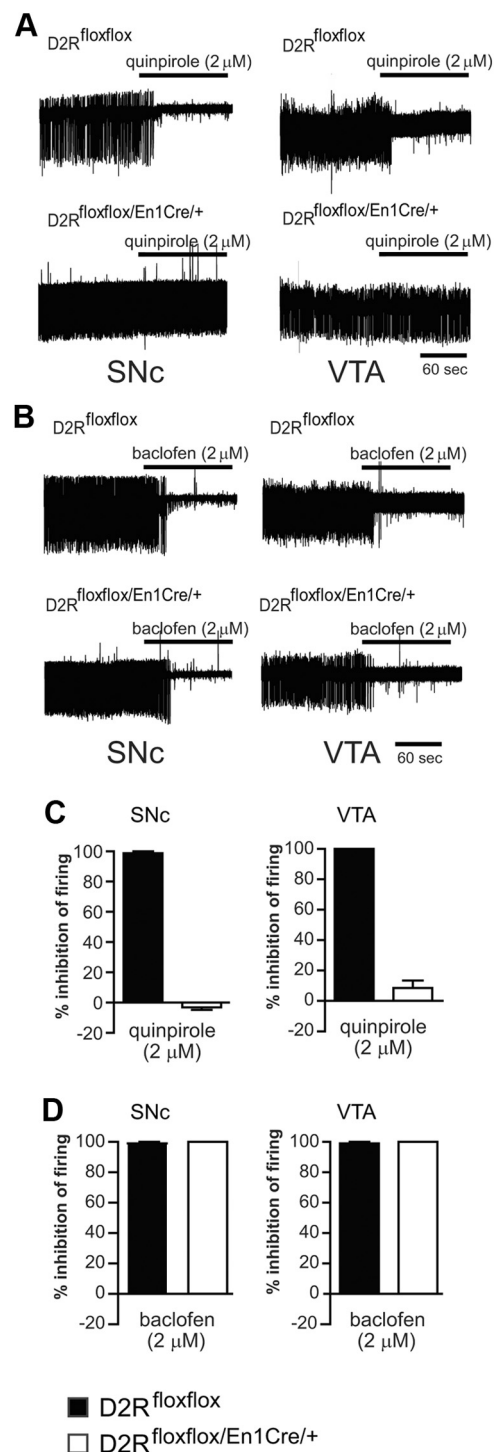 A
D2R floxflox D2R floxflox
quinpirole (2 μM) quinpirole (2 μM)
D2R floxflox/En1Cre/+ D2R floxflox/En1Cre/+
quinpirole (2 μM) quinpirole (2 μM)
SNc VTA 60 sec
B
D2R floxflox D2R floxflox
baclofen (2 μM) baclofen (2 μM)
D2R floxflox/En1Cre/+ D2R floxflox/En1Cre/+
baclofen (2 μM) baclofen (2 μM)
SNc VTA 60 sec
C
SNc VTA
% inhibition of firing % inhibition of firing
100 100
80 80
60 60
40 40
20 20
0 0
-20 -20
quinpirole quinpirole
(2 μM) (2 μM)
D
SNc VTA
% inhibition of firing % inhibition of firing
100 100
80 80
60 60
40 40
20 20
0 0
-20 -20
baclofen baclofen
(2 μM) (2 μM)
D2R floxflox
D2R floxflox/En1Cre/+